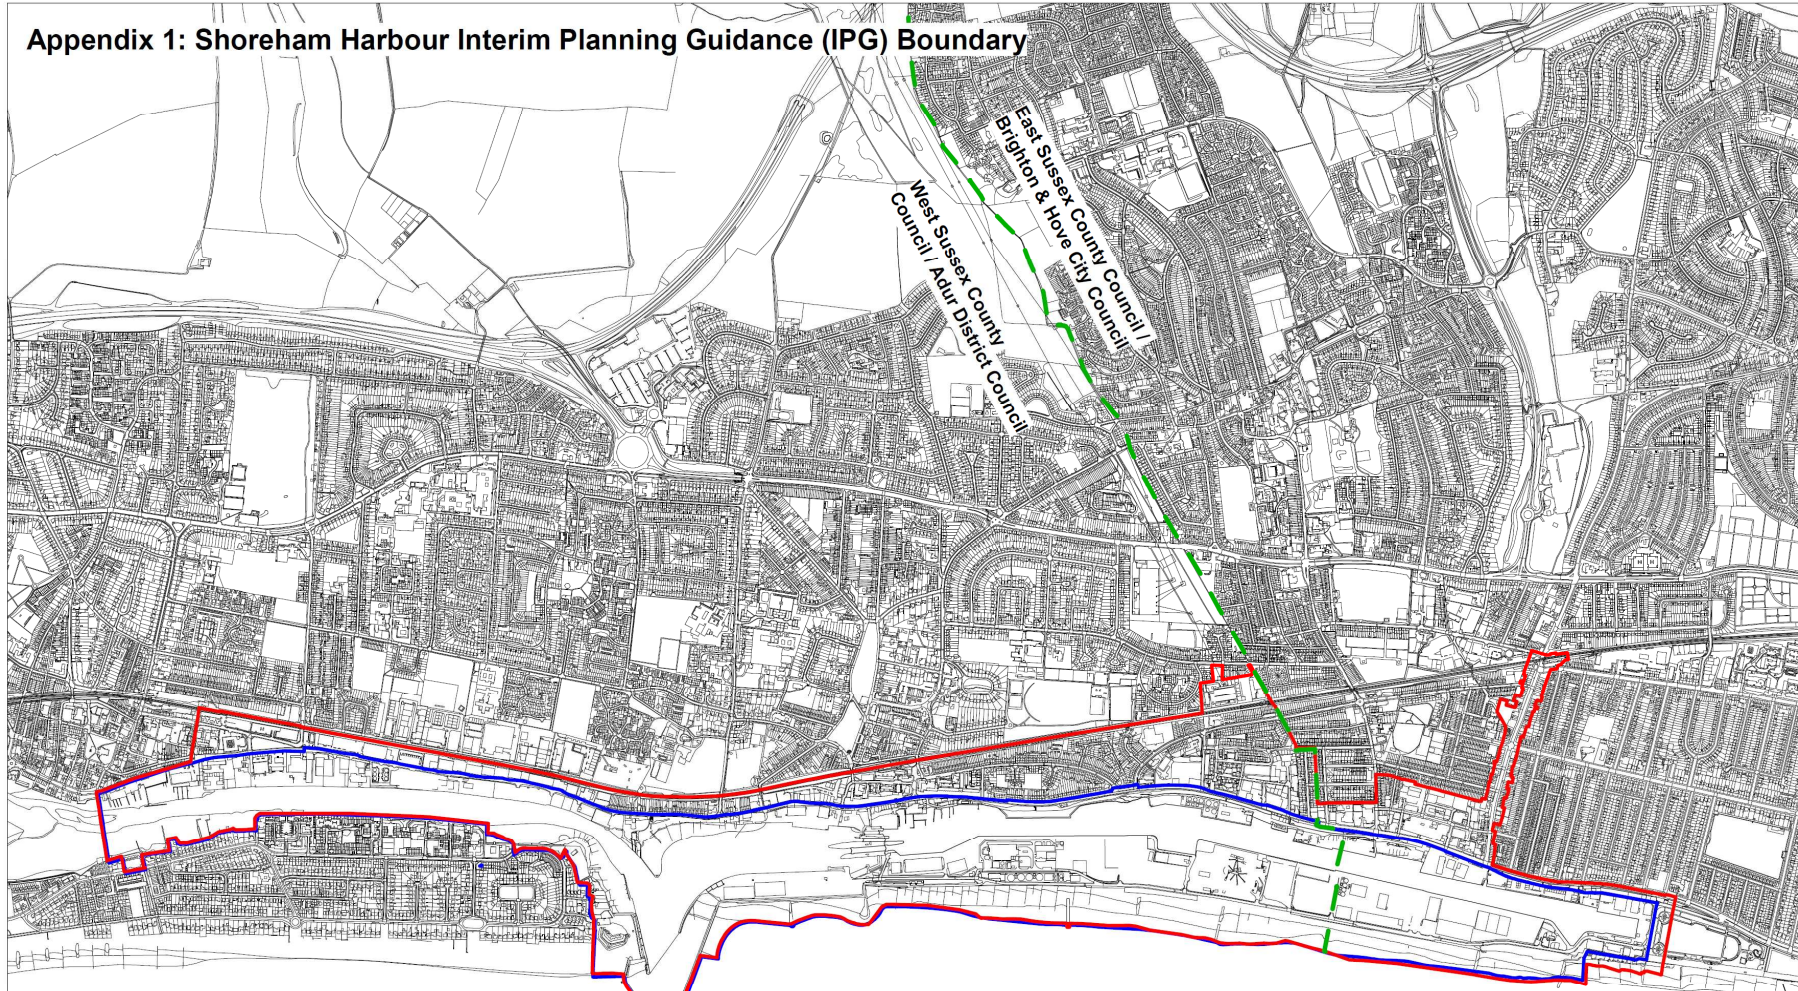 Appendix 1: Shoreham Harbour Interim Planning Guidance (IPG) Boundary
East Sussex County Council /
Brighton & Hove City Council
West Sussex County
Council / Adur District Council